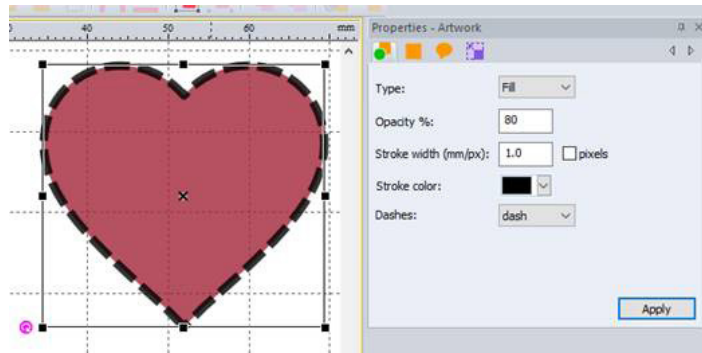 40 50 60 mm
Properties - Artwork
Type: Fill
Opacity %: 80
Stroke width (mm/px): 1.0 pixels
Stroke color:
Dashes: dash
Apply